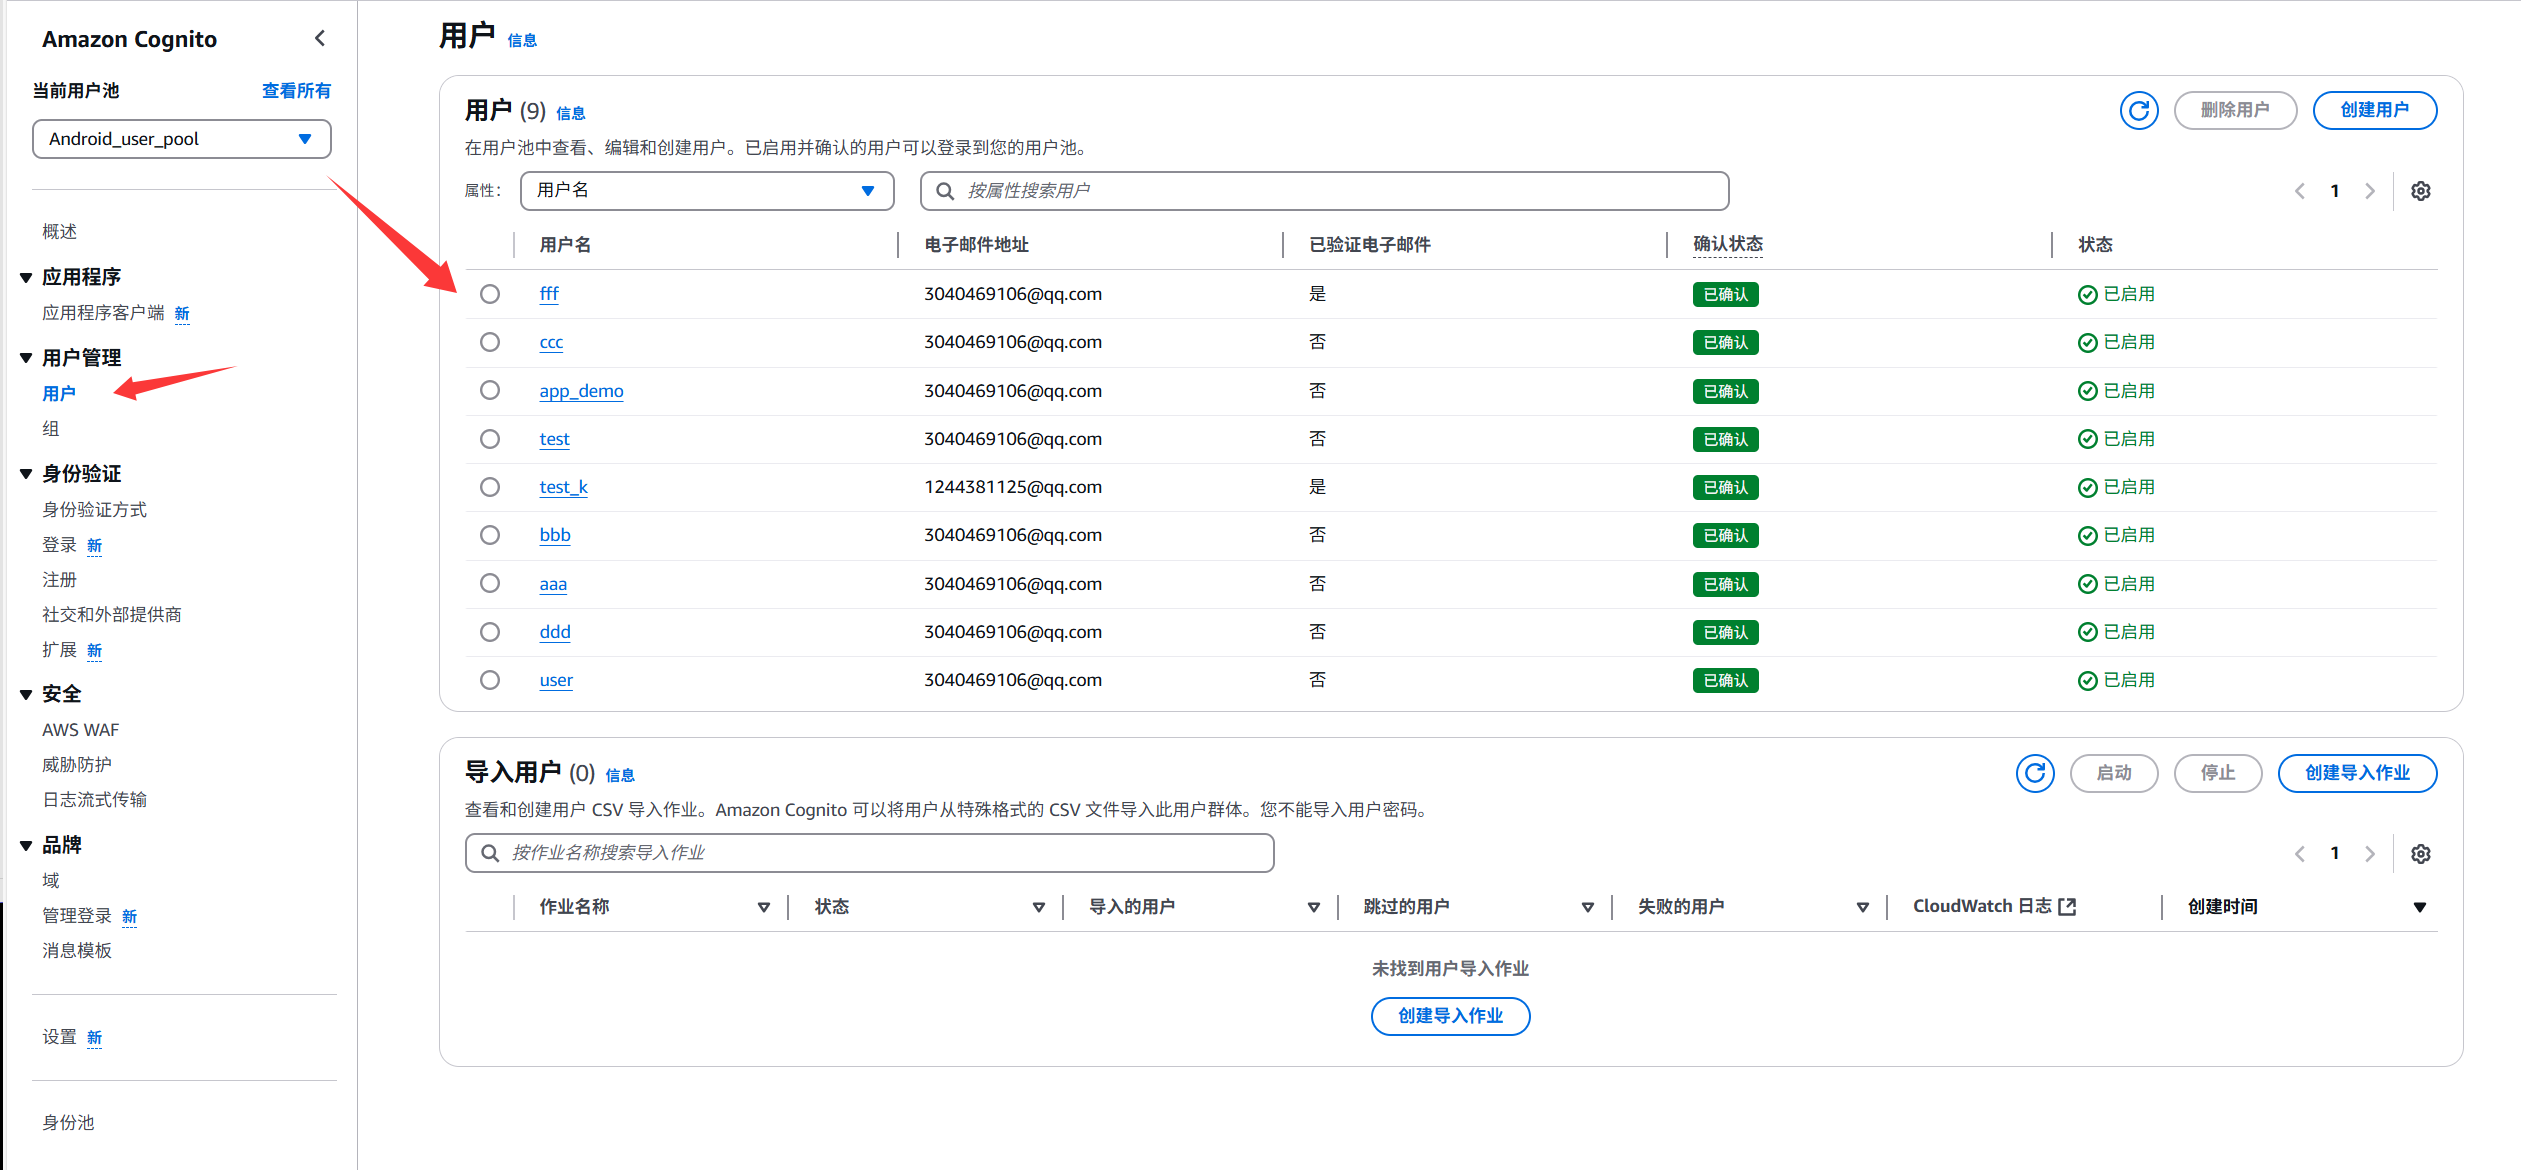 Amazon Cognito
当前用户池 查看所有
Android_user_pool
概述
应用程序
应用程序客户端 新
用户管理
用户
组
身份验证
身份验证方式
登录 新
注册
社交和外部提供商
扩展 新
安全
AWS WAF
威胁防护
日志流式传输
品牌
域
管理登录 新
消息模板
设置 新
身份池
用户 信息
用户 (9) 信息
删除用户 创建用户
在用户池中查看、编辑和创建用户。已启用并确认的用户可以登录到您的用户池。
属性： 用户名 按属性搜索用户 1
用户名 电子邮件地址 已验证电子邮件 确认状态 状态
fff 3040469106@qq.com 是 已确认 已启用
ccc 3040469106@qq.com 否 已确认 已启用
app_demo 3040469106@qq.com 否 已确认 已启用
test 3040469106@qq.com 否 已确认 已启用
test_k 1244381125@qq.com 是 已确认 已启用
bbb 3040469106@qq.com 否 已确认 已启用
aaa 3040469106@qq.com 否 已确认 已启用
ddd 3040469106@qq.com 否 已确认 已启用
user 3040469106@qq.com 否 已确认 已启用
导入用户 (0) 信息
启动 停止 创建导入作业
查看和创建用户 CSV 导入作业。Amazon Cognito 可以将用户从特殊格式的 CSV 文件导入此用户群体。您不能导入用户密码。
按作业名称搜索导入作业 1
作业名称 状态 导入的用户 跳过的用户 失败的用户 CloudWatch 日志 创建时间
未找到用户导入作业
创建导入作业